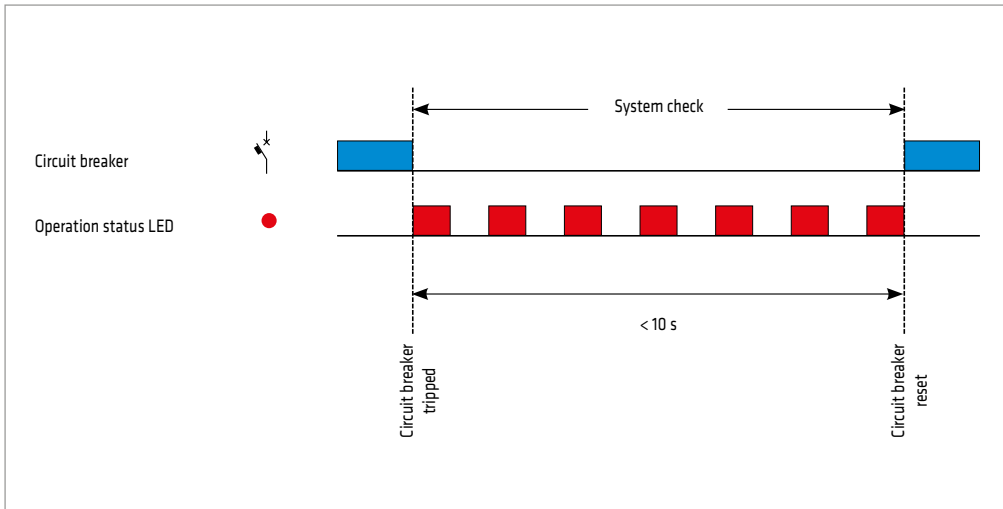 System check
Circuit breaker
Operation status LED
< 10 s
Circuit breaker
tripped
Circuit breaker
reset